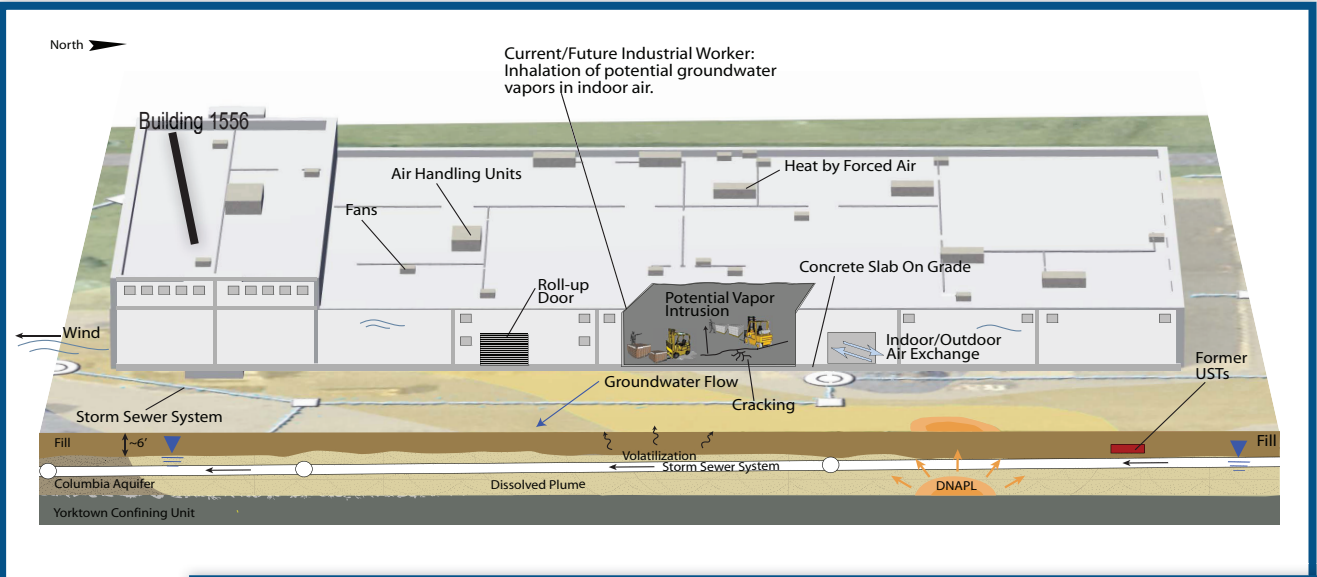 North
Current/Future Industrial Worker:
Inhalation of potential groundwater
vapors in indoor air.
Building 1556
Air Handling Units
Heat by Forced Air
Fans
Concrete Slab On Grade
Roll-up
Door
Potential Vapor
Intrusion
Wind
Indoor/Outdoor
Air Exchange
Former
USTs
Groundwater Flow
Cracking
Storm Sewer System
Fill
~6'
Fill
Volatilization
Storm Sewer System
Columbia Aquifer
Dissolved Plume
DNAPL
Yorktown Confining Unit